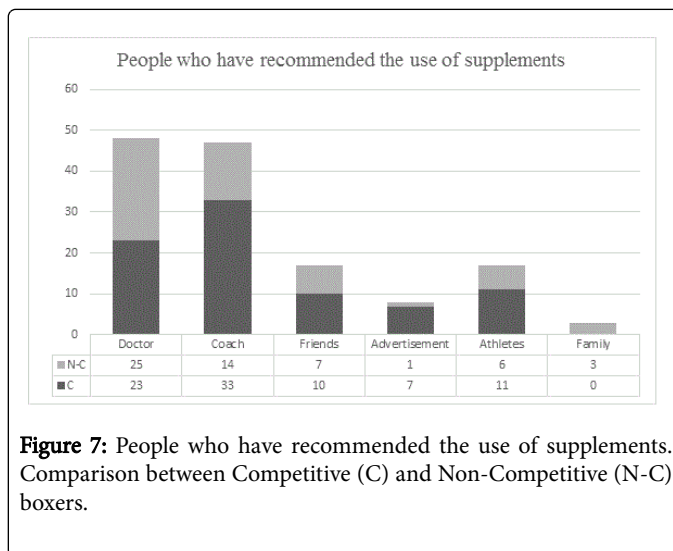 People who have recommended the use of supplements
60
50
40
30
20
10
0
Doctor Coach Friends Advertisement Athletes Family
N-C 25 14 7 1 6 3
C 23 33 10 7 11 0
Figure 7: People who have recommended the use of supplements.
Comparison between Competitive (C) and Non-Competitive (N-C)
boxers.